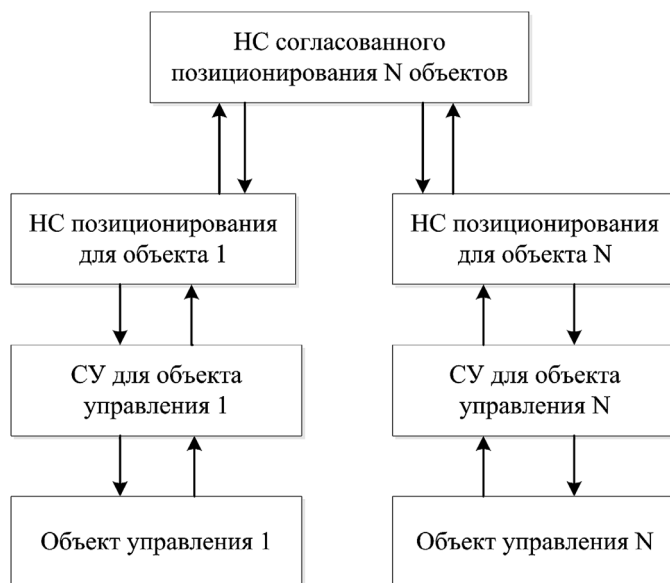 НС согласованного
позиционирования N объектов
НС позиционирования
для объекта 1
НС позиционирования
для объекта N
СУ для объекта
управления 1
СУ для объекта
управления N
Объект управления 1
Объект управления N